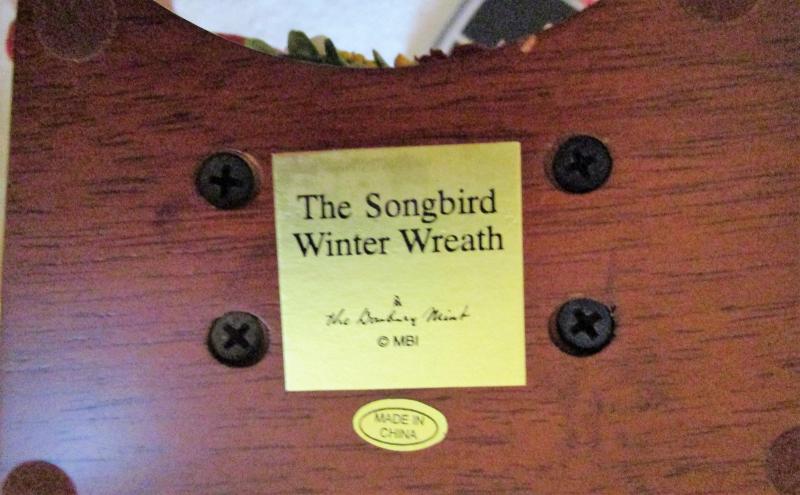 The Songbird
Winter Wreath
the Danbury Mint
© MBI
MADE IN
CHINA